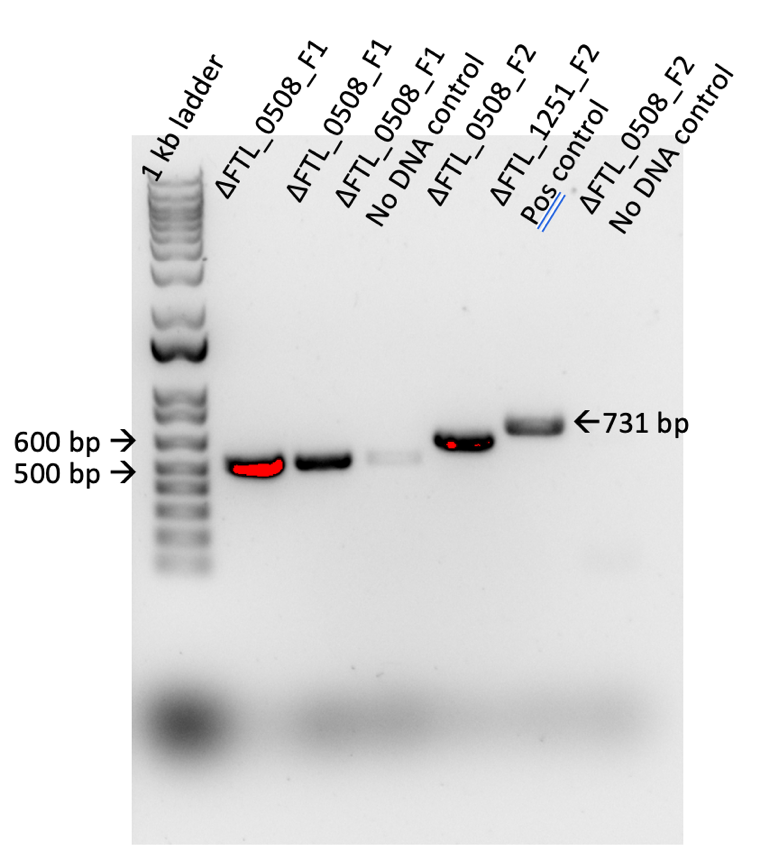 1 kb ladder
ΔFTL_0508_F1
ΔFTL_0508_F1
ΔFTL_0508_F1
No DNA control
ΔFTL_0508_F2
ΔFTL_1251_F2
Pos control
ΔFTL_0508_F2
No DNA control
←731 bp
600 bp →
500 bp →